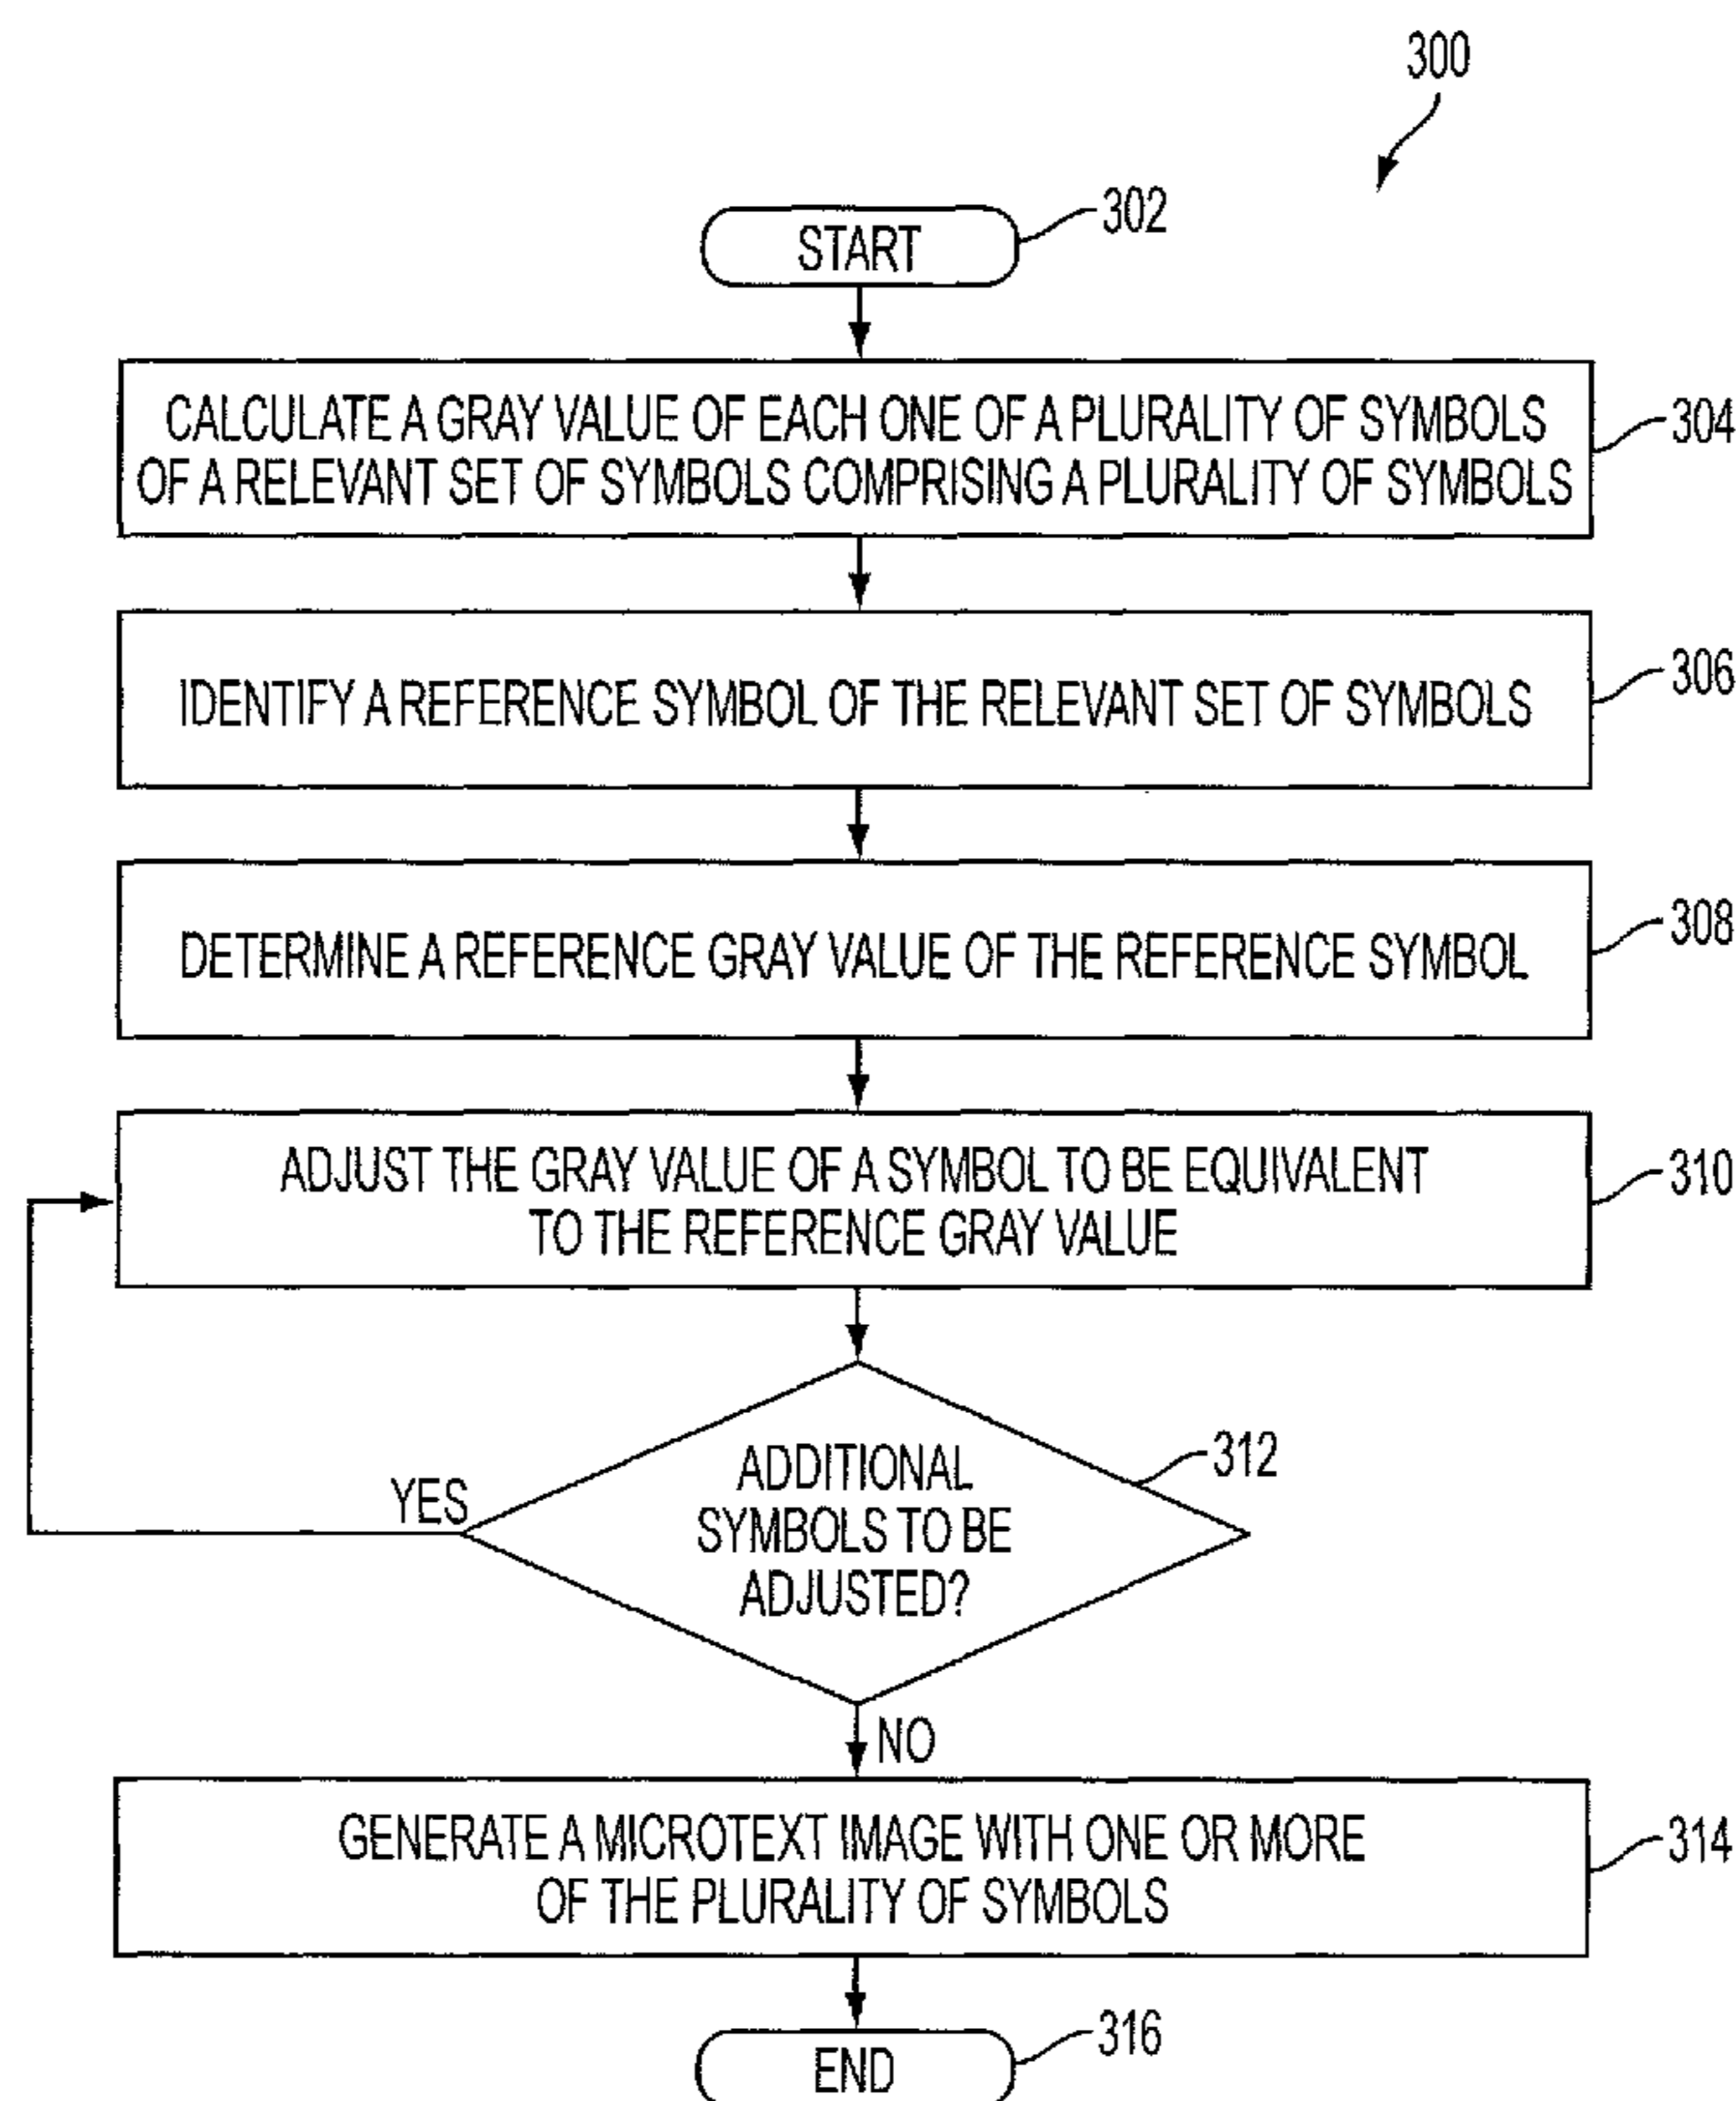 300
START
302
CALCULATE A GRAY VALUE OF EACH ONE OF A PLURALITY OF SYMBOLS
OF A RELEVANT SET OF SYMBOLS COMPRISING A PLURALITY OF SYMBOLS
304
IDENTIFY A REFERENCE SYMBOL OF THE RELEVANT SET OF SYMBOLS
306
DETERMINE A REFERENCE GRAY VALUE OF THE REFERENCE SYMBOL
308
ADJUST THE GRAY VALUE OF A SYMBOL TO BE EQUIVALENT
TO THE REFERENCE GRAY VALUE
310
ADDITIONAL
SYMBOLS TO BE
ADJUSTED?
312
YES
NO
GENERATE A MICROTEXT IMAGE WITH ONE OR MORE
OF THE PLURALITY OF SYMBOLS
314
END
316